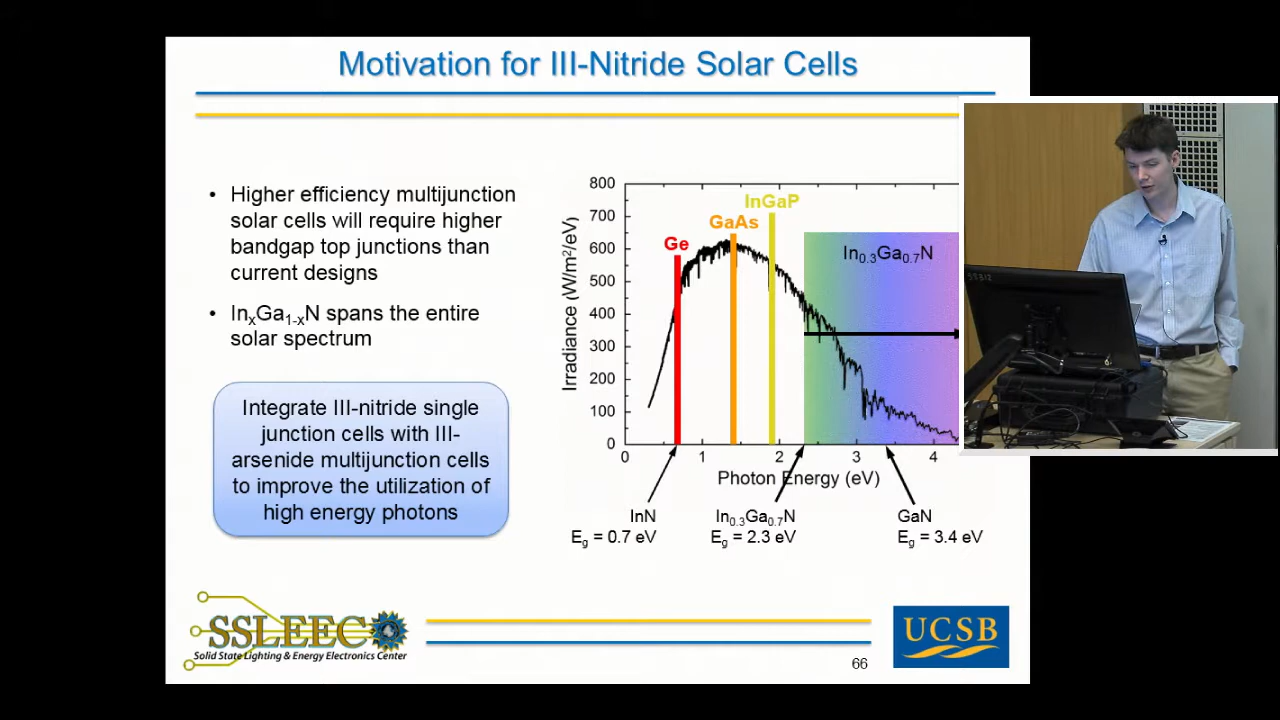 Motivation for III-Nitride Solar Cells
• Higher efficiency multijunction
solar cells will require higher
bandgap top junctions than
current designs
• InxGa1-xN spans the entire
solar spectrum
Integrate III-nitride single
junction cells with III-
arsenide multijunction cells
to improve the utilization of
high energy photons
800
700
600
500
400
300
200
100
0
Irradiance (W/m²/eV)
Ge
GaAs
InGaP
In0.3Ga0.7N
0 1 2 3 4
Photon Energy (eV)
InN
Eg = 0.7 eV
In0.3Ga0.7N
Eg = 2.3 eV
GaN
Eg = 3.4 eV
SSLEEC
Solid State Lighting & Energy Electronics Center
UCSB
66